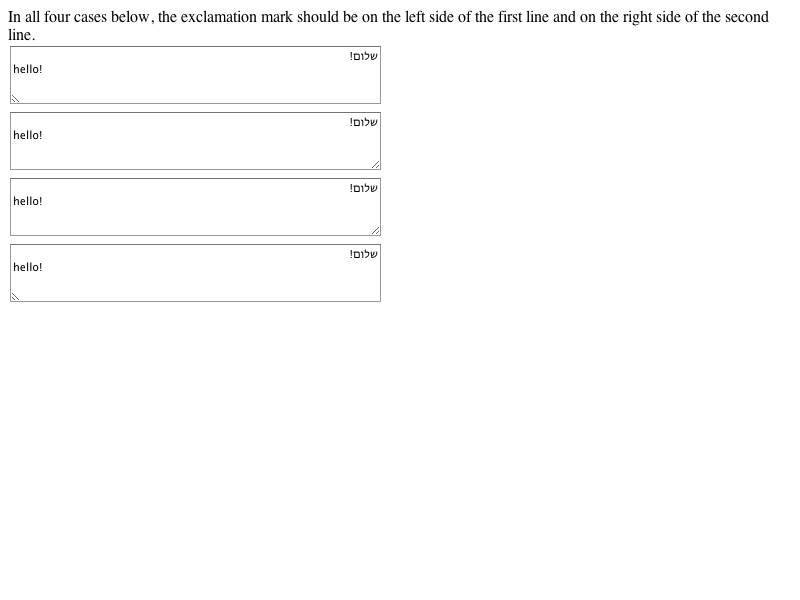 In all four cases below, the exclamation mark should be on the left side of the first line and on the right side of the second
line.
שלום!
hello!
שלום!
hello!
שלום!
hello!
שלום!
hello!